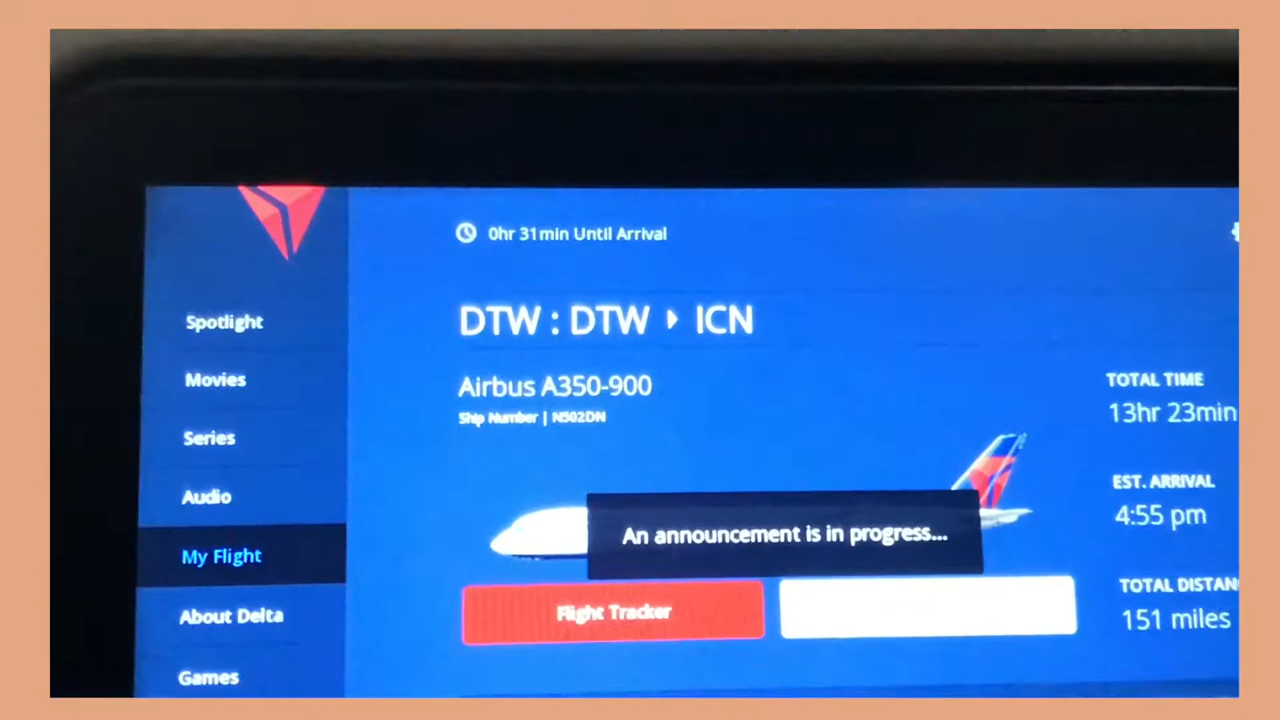 0hr 31min Until Arrival
DTW : DTW ▸ ICN
Airbus A350-900
Ship Number | N502DN
Spotlight
Movies
Series
Audio
My Flight
About Delta
Games
An announcement is in progress...
Flight Tracker
TOTAL TIME
13hr 23min
EST. ARRIVAL
4:55 pm
TOTAL DISTAN
151 miles